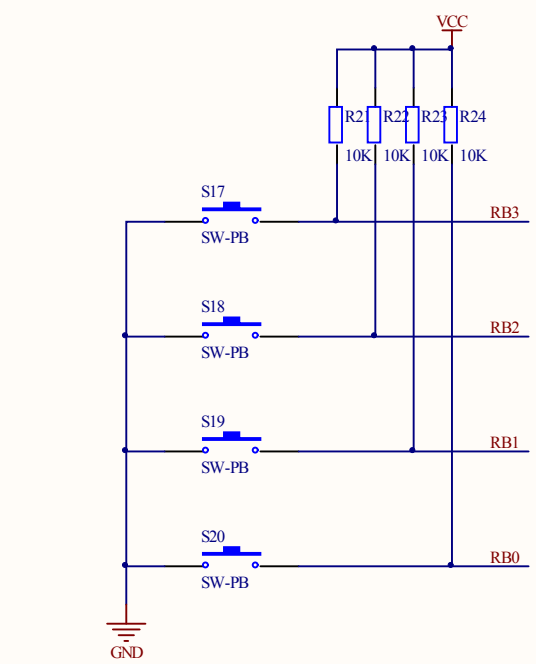 VCC
R21 R22 R23 R24
10K 10K 10K 10K
S17
RB3
SW-PB
S18
RB2
SW-PB
S19
RB1
SW-PB
S20
RB0
SW-PB
GND